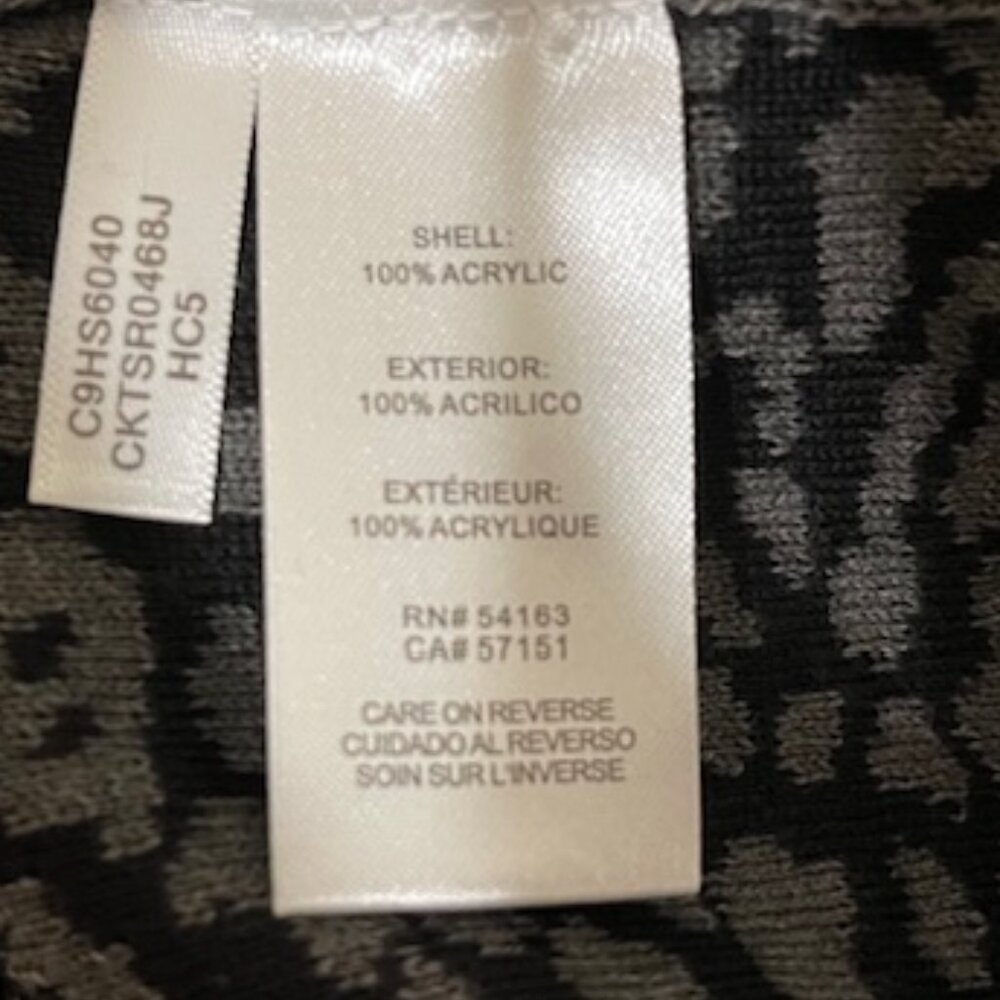 C9HS6040
CKTSR0468J
HC5
SHELL:
100% ACRYLIC
EXTERIOR:
100% ACRILICO
EXTÉRIEUR:
100% ACRYLIQUE
RN# 54163
CA# 57151
CARE ON REVERSE
CUIDADO AL REVERSO
SOIN SUR L'INVERSE